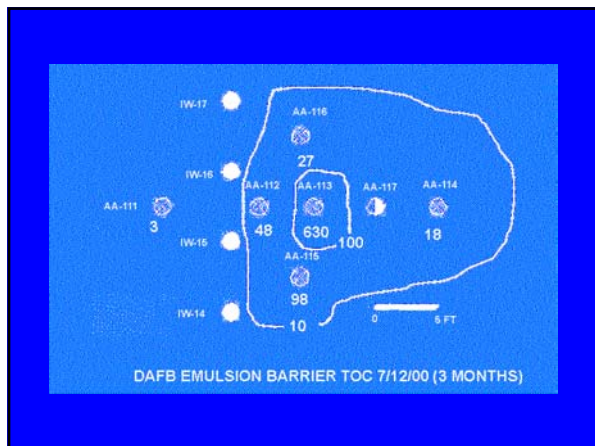 IW-17
AA-116
27
IW-16
AA-112 AA-113 AA-117 AA-114
AA-111
3 48 630 100 18
IW-15
AA-115
98
IW-14
10
0 5 FT
DAFB EMULSION BARRIER TOC 7/12/00 (3 MONTHS)